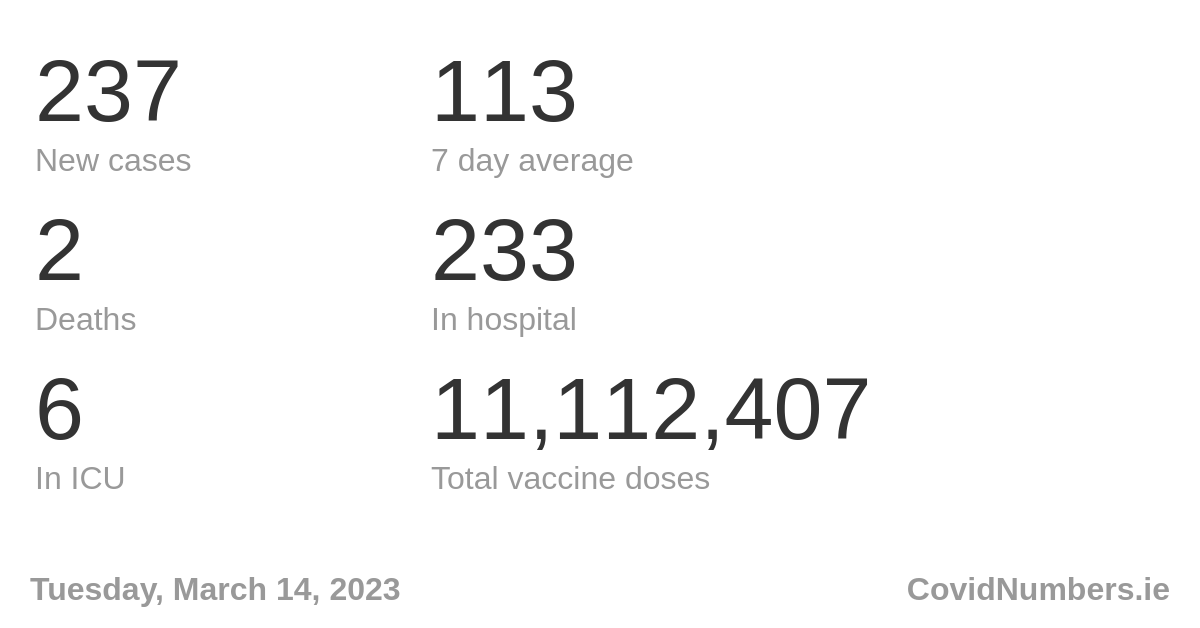 237
New cases
113
7 day average
2
Deaths
233
In hospital
6
In ICU
11,112,407
Total vaccine doses
Tuesday, March 14, 2023
CovidNumbers.ie